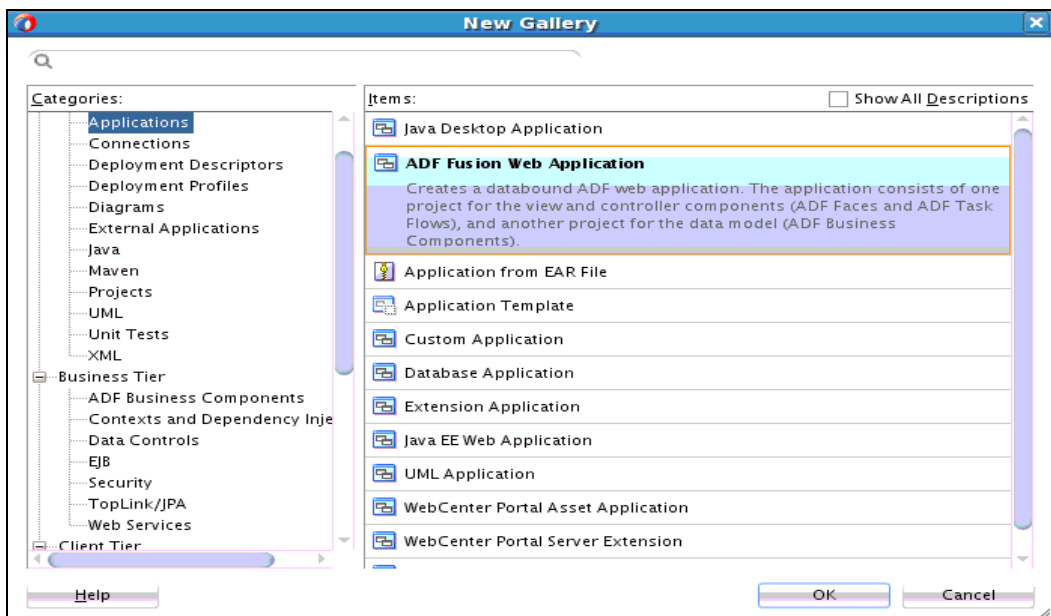 New Gallery
Categories:
Applications
Connections
Deployment Descriptors
Deployment Profiles
Diagrams
External Applications
Java
Maven
Projects
UML
Unit Tests
XML
Business Tier
ADF Business Components
Contexts and Dependency Inje
Data Controls
EJB
Security
TopLink/JPA
Web Services
Client Tier
Items:
Show All Descriptions
Java Desktop Application
ADF Fusion Web Application
Creates a databound ADF web application. The application consists of one
project for the view and controller components (ADF Faces and ADF Task
Flows), and another project for the data model (ADF Business
Components).
Application from EAR File
Application Template
Custom Application
Database Application
Extension Application
Java EE Web Application
UML Application
WebCenter Portal Asset Application
WebCenter Portal Server Extension
Help
OK
Cancel